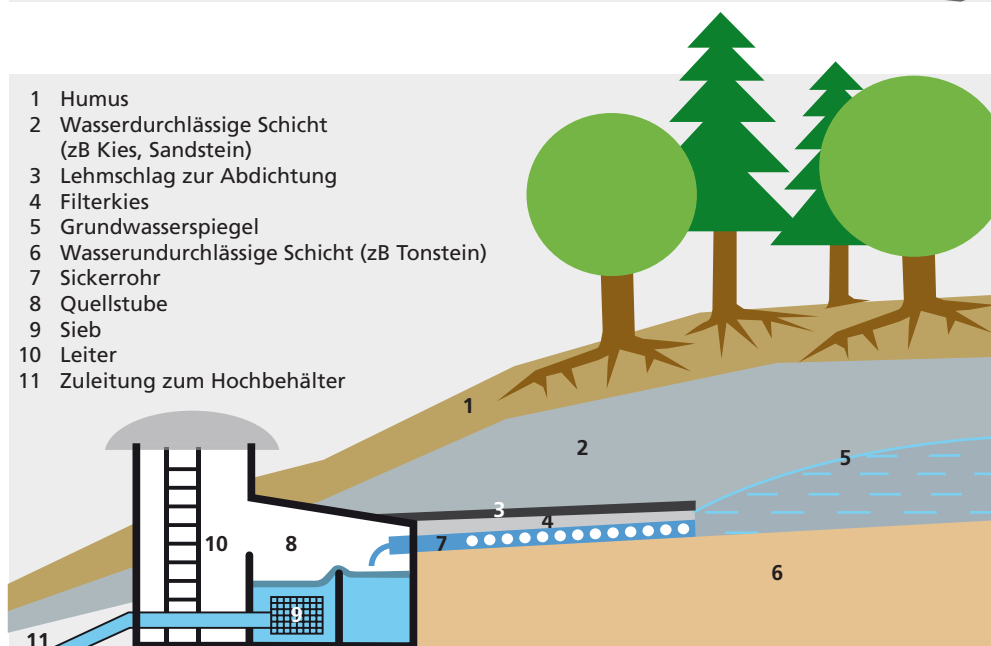 1 Humus
2 Wasserdurchlässige Schicht
(zB Kies, Sandstein)
3 Lehmschlag zur Abdichtung
4 Filterkies
5 Grundwasserspiegel
6 Wasserundurchlässige Schicht (zB Tonstein)
7 Sickerrohr
8 Quellstube
9 Sieb
10 Leiter
11 Zuleitung zum Hochbehälter
1
2
5
3
4
10
8
7
6
9
11